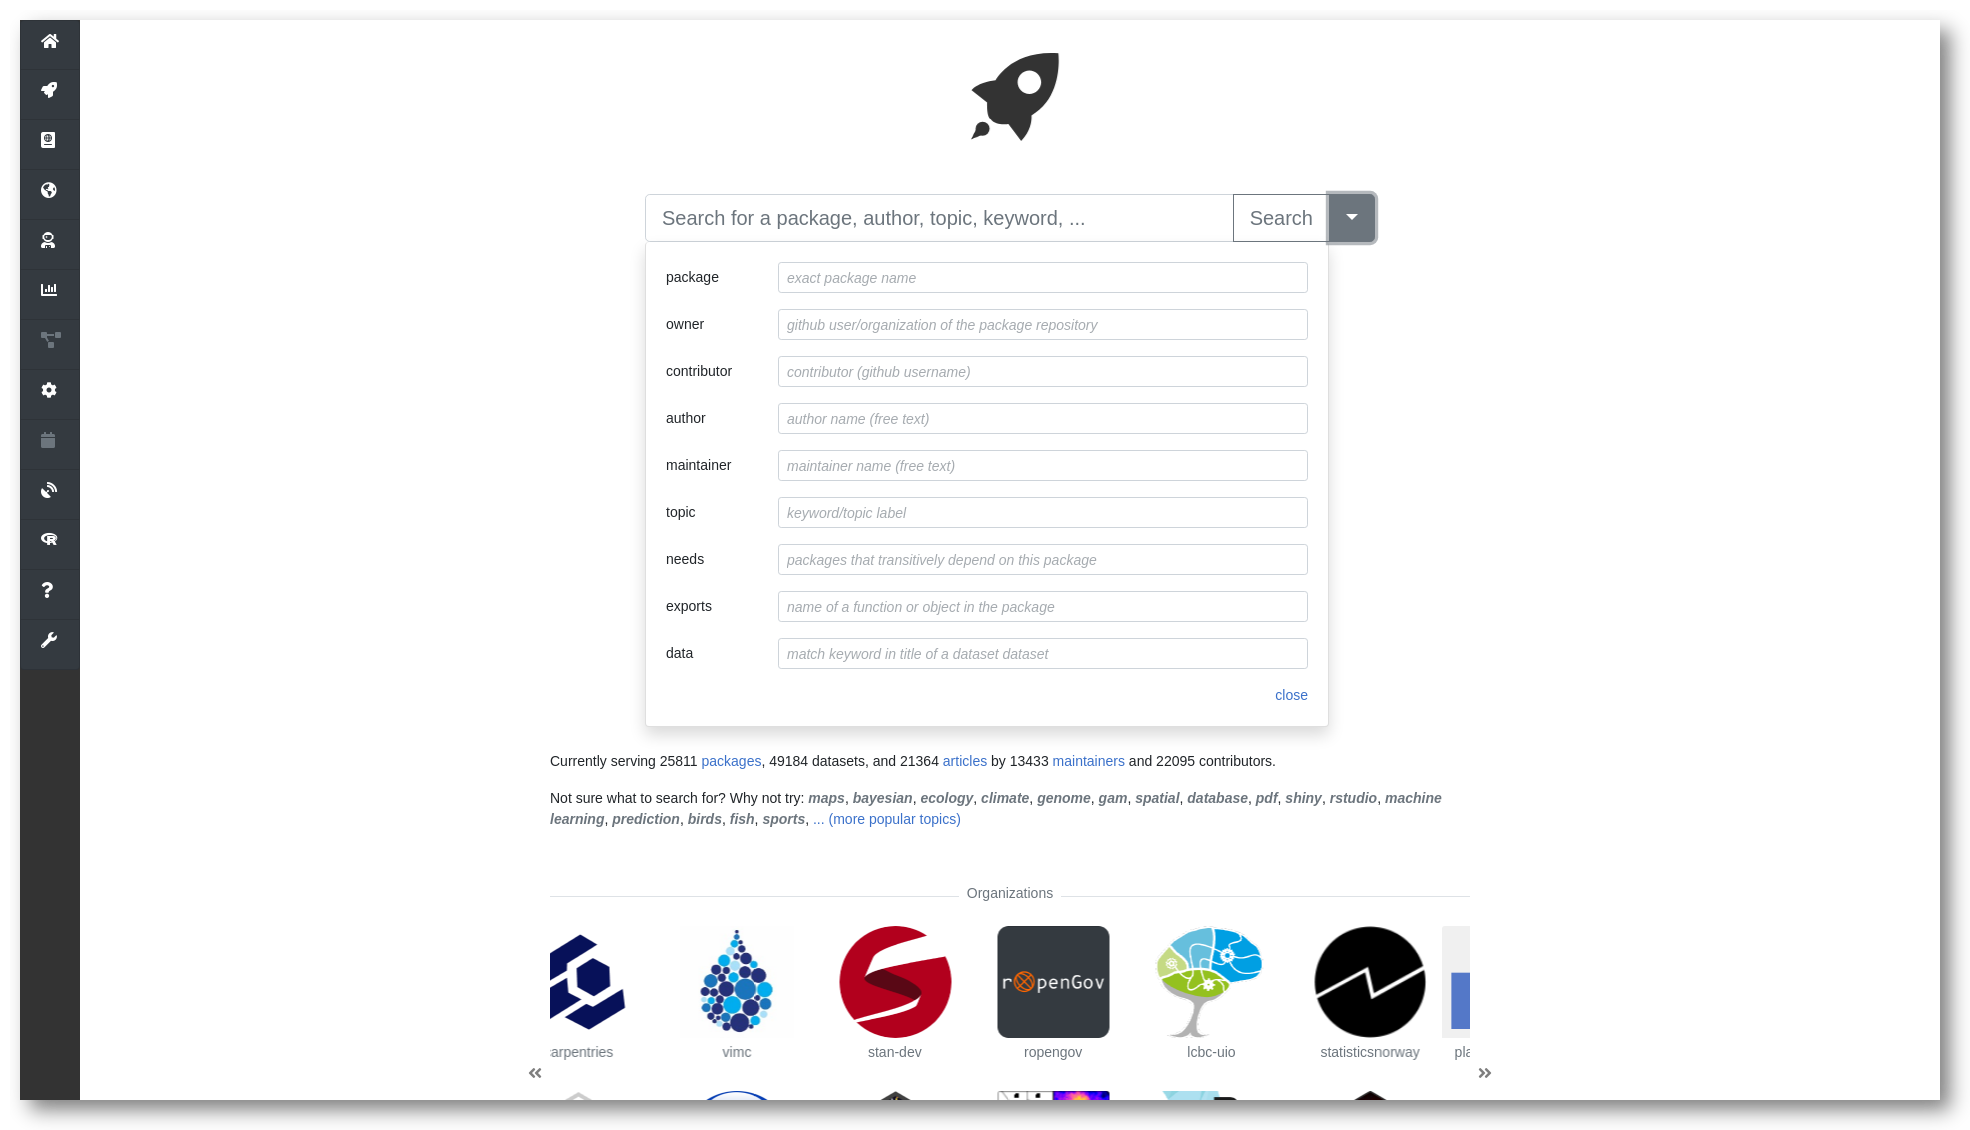 Search for a package, author, topic, keyword, ... Search
package exact package name
owner github user/organization of the package repository
contributor contributor (github username)
author author name (free text)
maintainer maintainer name (free text)
topic keyword/topic label
needs packages that transitively depend on this package
exports name of a function or object in the package
data match keyword in title of a dataset dataset
close
Currently serving 25811 packages, 49184 datasets, and 21364 articles by 13433 maintainers and 22095 contributors.
Not sure what to search for? Why not try: maps, bayesian, ecology, climate, genome, gam, spatial, database, pdf, shiny, rstudio, machine
learning, prediction, birds, fish, sports, ... (more popular topics)
Organizations
rOpenGov
arpentries vimc stan-dev ropengov lcbc-uio statisticsnorway pla
« »